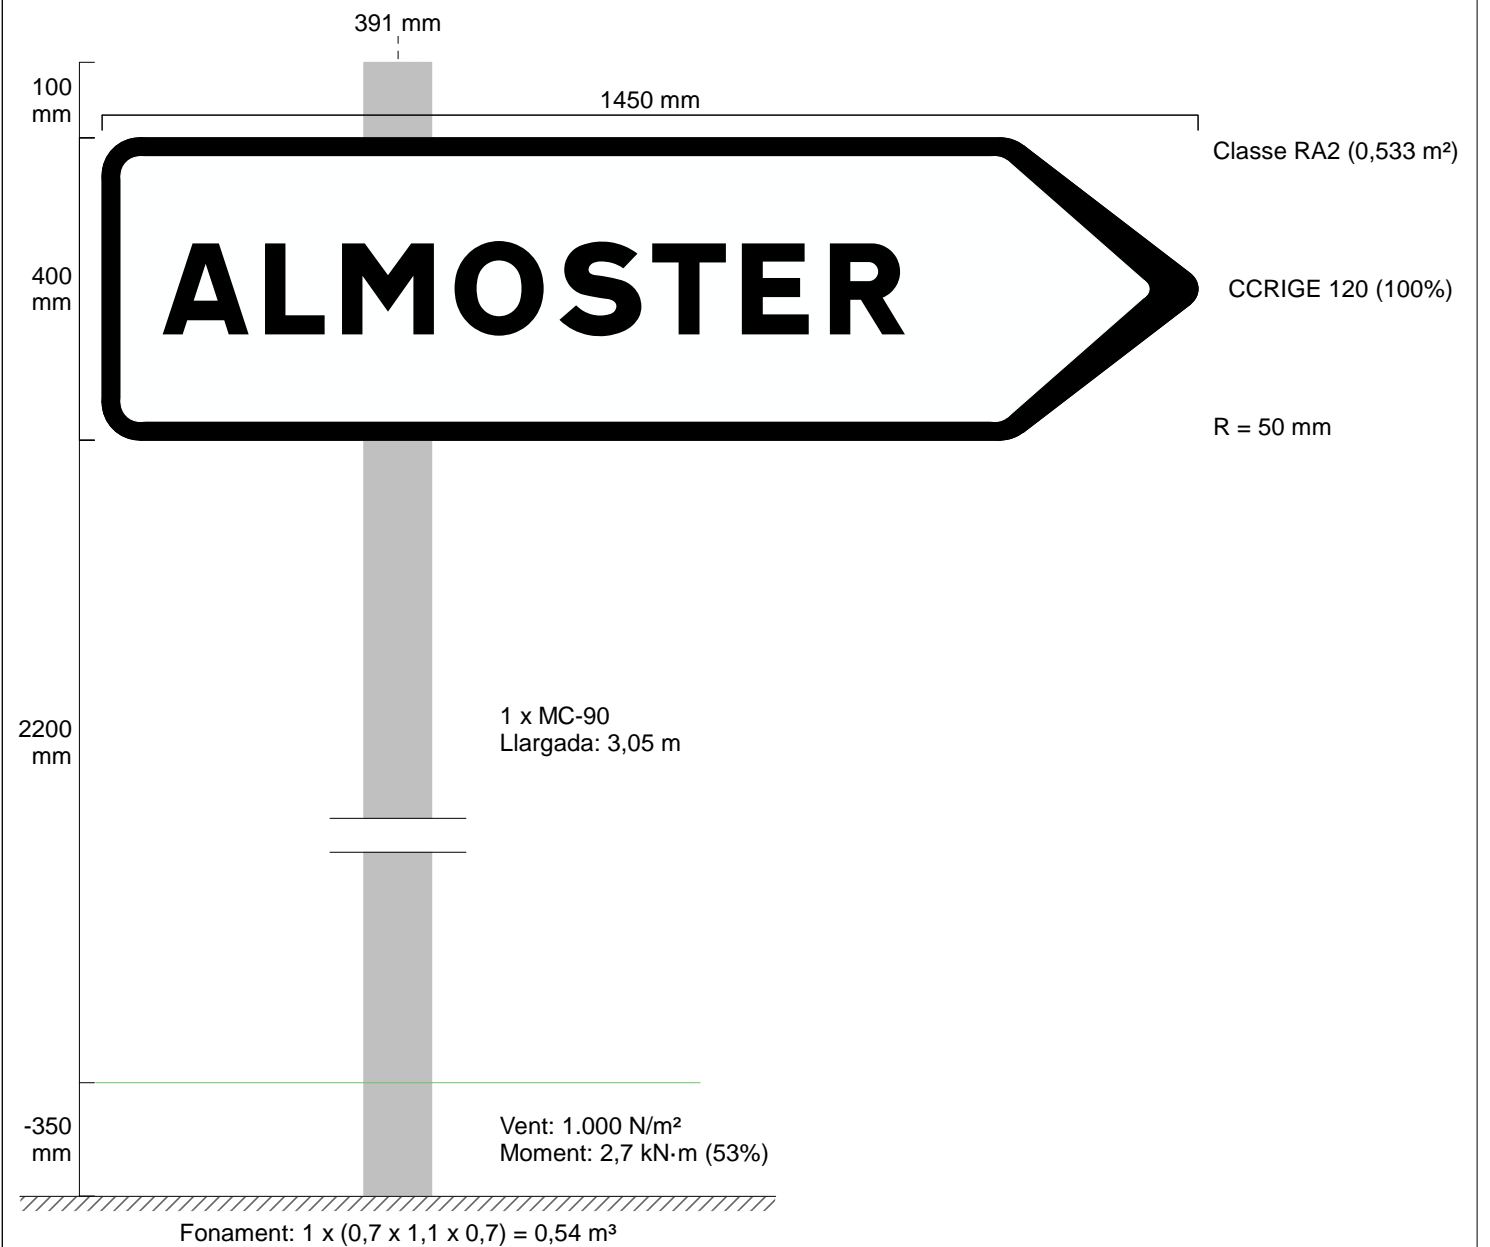 391 mm
100
mm
1450 mm
Classe RA2 (0,533 m²)
400
mm
ALMOSTER
CCRIGE 120 (100%)
R = 50 mm
2200
mm
1 x MC-90
Llargada: 3,05 m
-350
mm
Vent: 1.000 N/m²
Moment: 2,7 kN·m (53%)
Fonament: 1 x (0,7 x 1,1 x 0,7) = 0,54 m³